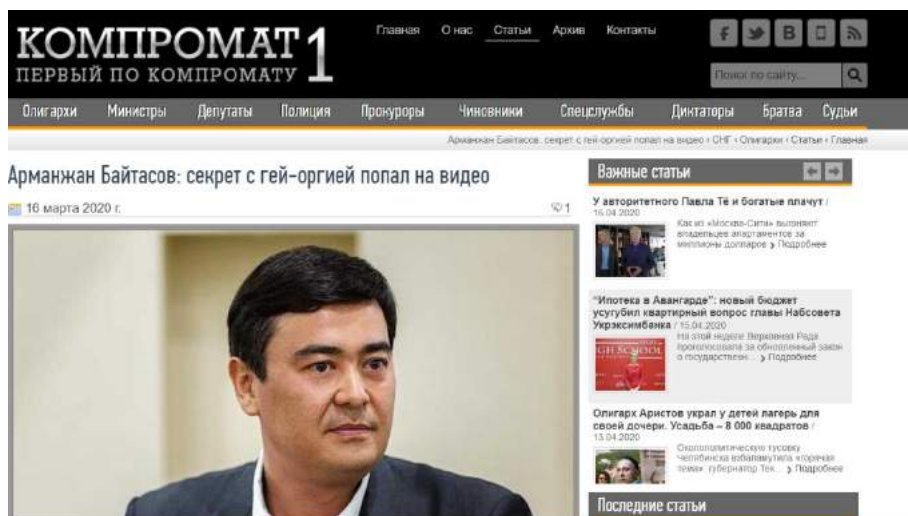 КОМПРОМАТ 1
ПЕРВЫЙ ПО КОМПРОМАТУ
Главная О нас Статьи Архив Контакты
Поиск по сайту...
Олигархи Министры Депутаты Полиция Прокуроры Чиновники Спецслужбы Диктаторы Братва Судьи
Арманжан Байтасов: секрет с гей-оргией попал на видео ‹ СНГ ‹ Олигархи ‹ Статьи ‹ Главная
Арманжан Байтасов: секрет с гей-оргией попал на видео
16 марта 2020 г.
1
Важные статьи
У авторитетного Павла Тё и богатые плачут /
16.04.2020
Как из «Москва-Сити» выгоняют
владельцев апартаментов за
миллионы долларов › Подробнее
"Ипотека в Авангарде": новый бюджет
усугубил квартирный вопрос главы Набсовета
Укрэксимбанка / 15.04.2020
На этой неделе Верховная Рада
проголосовала за обновленный закон
о государствен... › Подробнее
GH SCHOOL
Олигарх Аристов украл у детей лагерь для
своей дочери. Усадьба – 8 000 квадратов /
13.04.2020
Околополитическую тусовку
Челябинска взбаламутила «горячая
тема» губернатор Тек... › Подробнее
Последние статьи